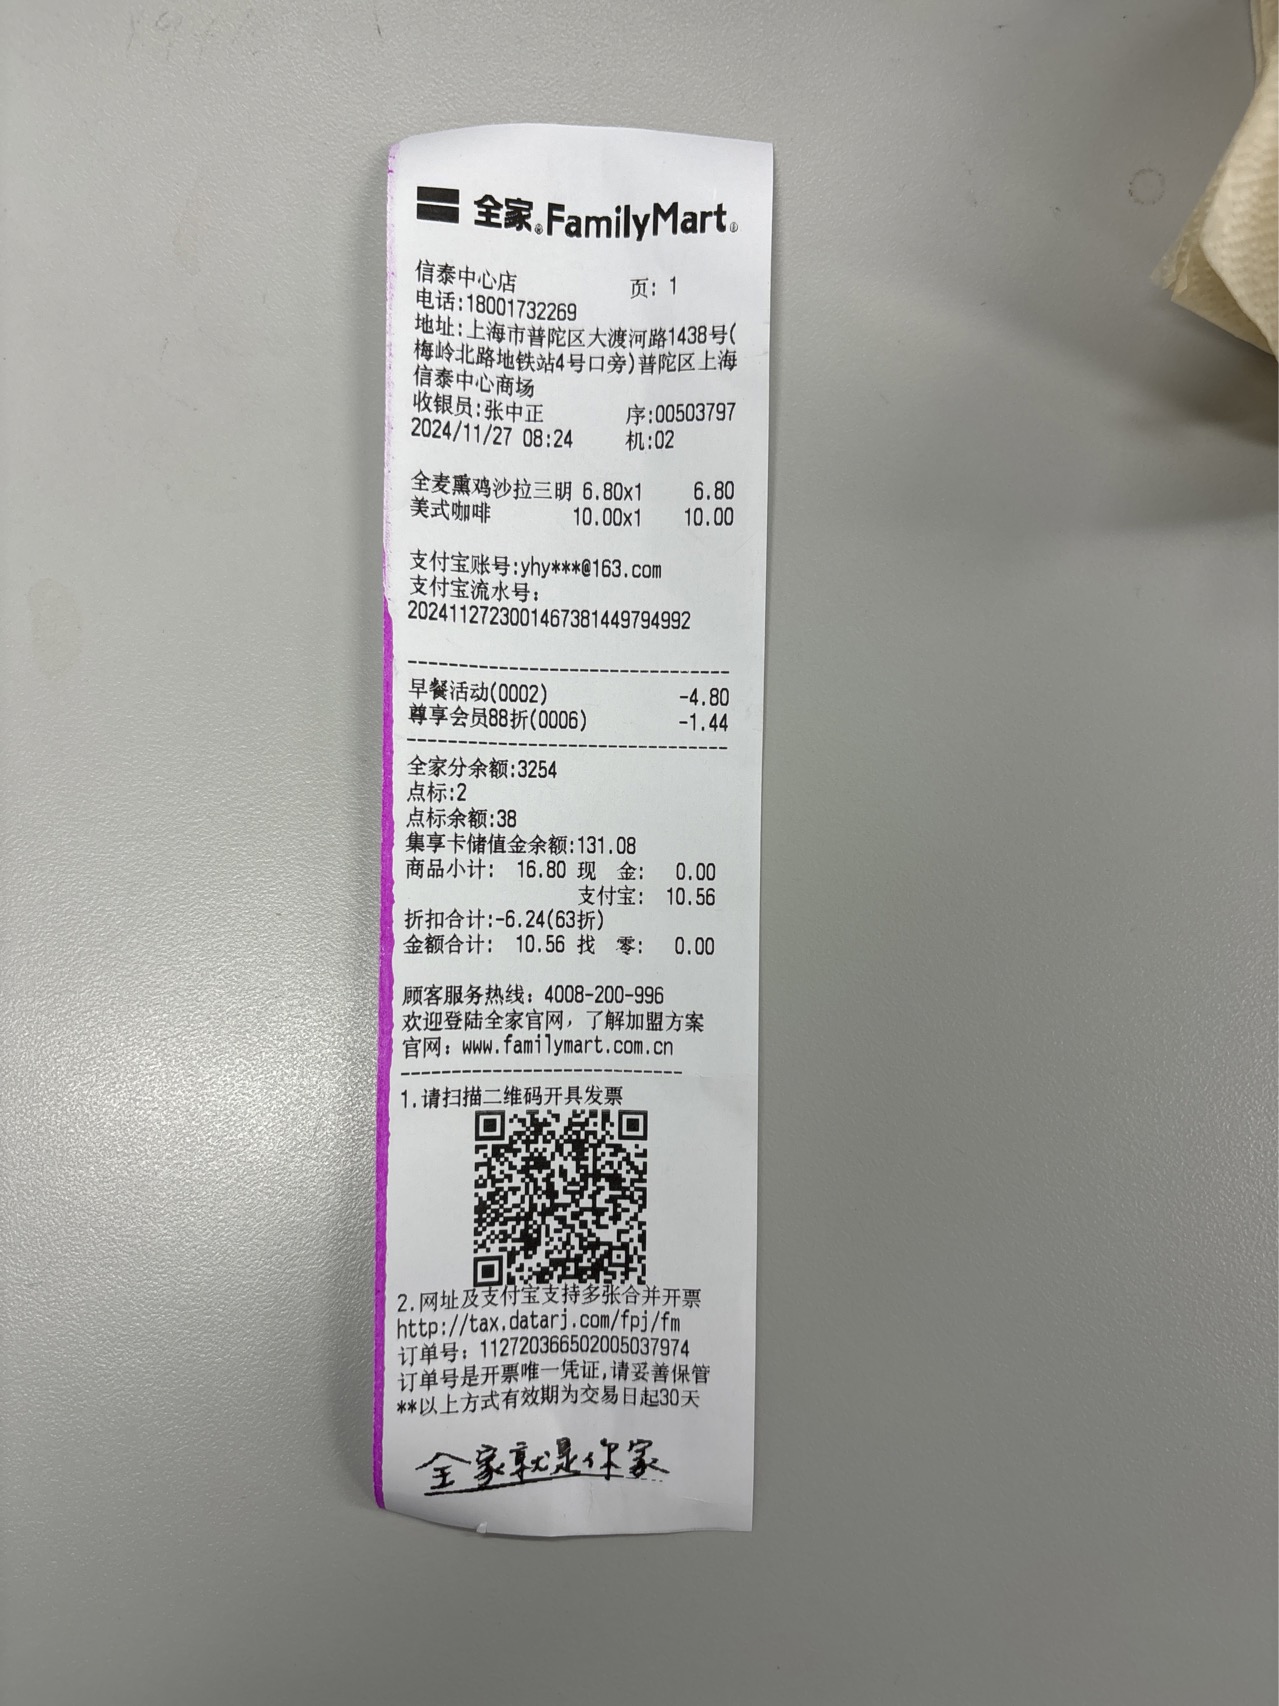 全家 FamilyMart
信泰中心店 页: 1
电话:18001732269
地址:上海市普陀区大渡河路1438号(
梅岭北路地铁站4号口旁)普陀区上海
信泰中心商场
收银员:张中正 序:00503797
2024/11/27 08:24 机:02
全麦熏鸡沙拉三明 6.80x1 6.80
美式咖啡 10.00x1 10.00
支付宝账号:yhy***@163.com
支付宝流水号:
2024112723001467381449794992
早餐活动(0002) -4.80
尊享会员88折(0006) -1.44
全家分余额:3254
点标:2
点标余额:38
集享卡储值金余额:131.08
商品小计: 16.80 现 金: 0.00
支付宝: 10.56
折扣合计:-6.24(63折)
金额合计: 10.56 找 零: 0.00
顾客服务热线: 4008-200-996
欢迎登陆全家官网，了解加盟方案
官网: www.familymart.com.cn
1.请扫描二维码开具发票
2.网址及支付宝支持多张合并开票
http://tax.datarj.com/fpj/fm
订单号: 112720366502005037974
订单号是开票唯一凭证,请妥善保管
**以上方式有效期为交易日起30天
全家就是你家